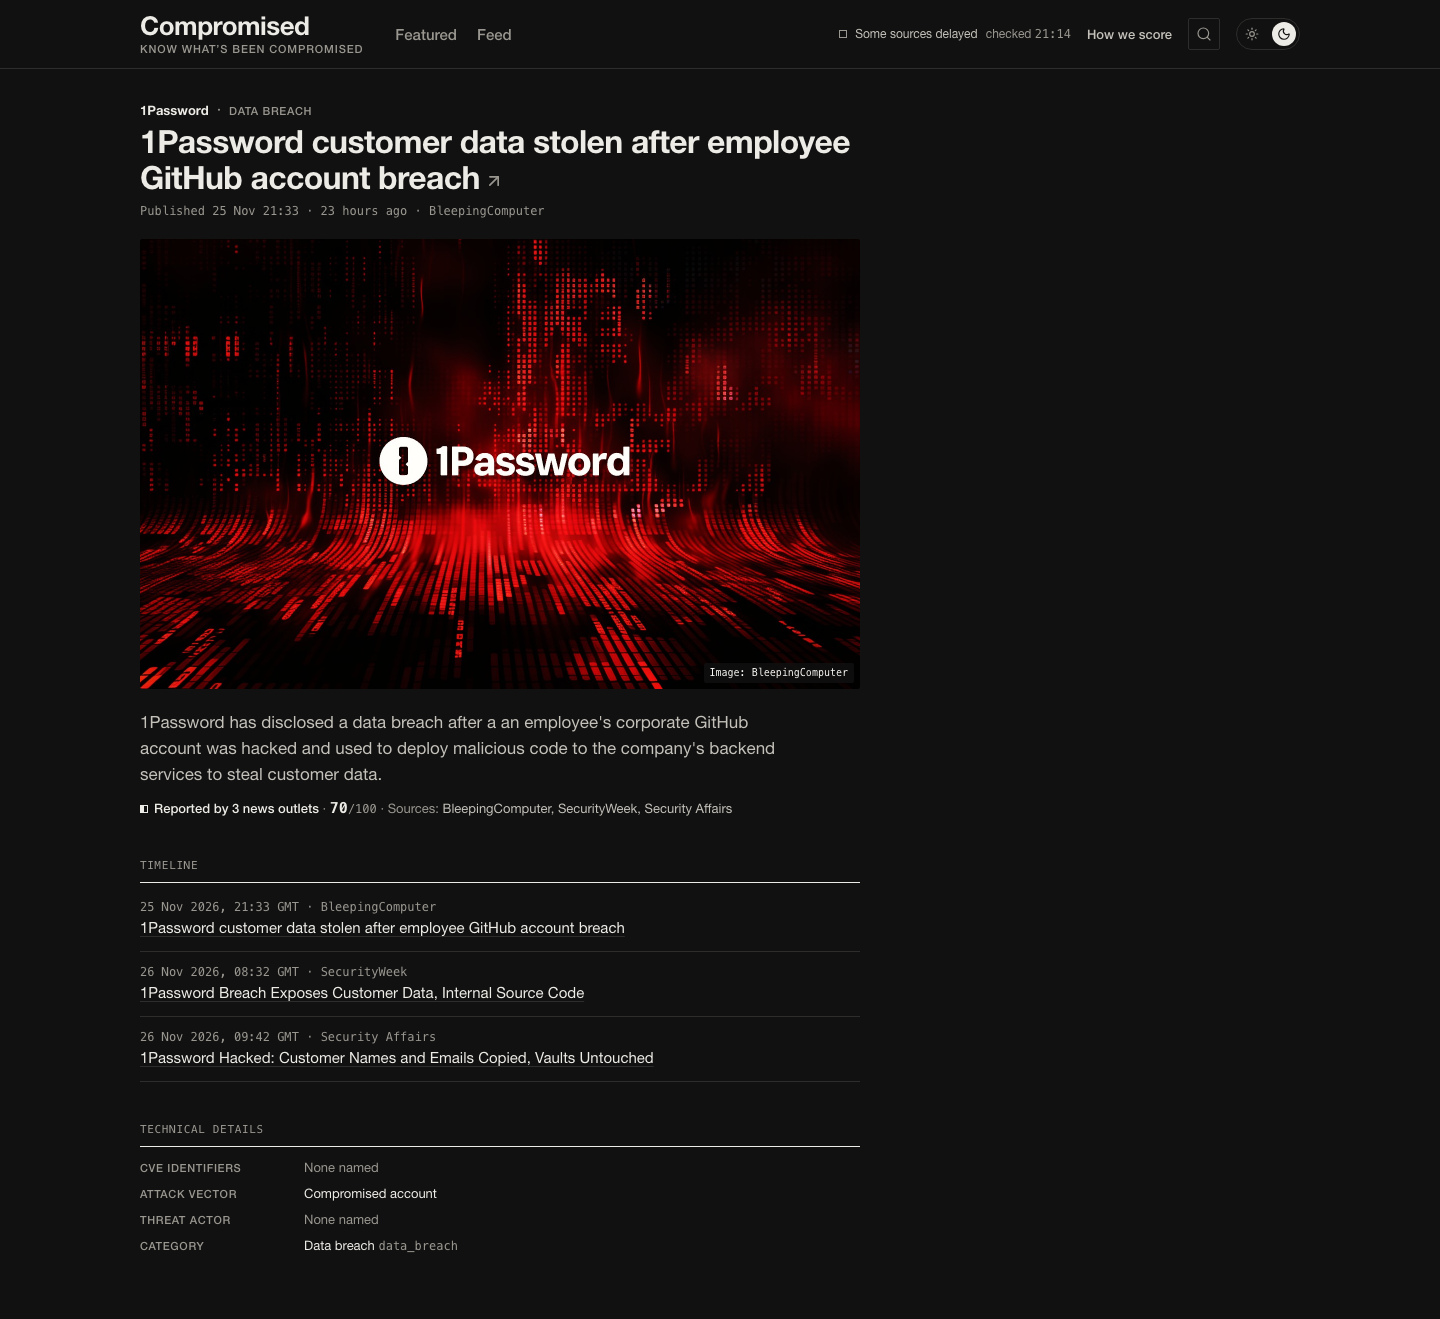 Compromised
KNOW WHAT'S BEEN COMPROMISED
Featured Feed
Some sources delayed checked 21:14
How we score
1Password · DATA BREACH
1Password customer data stolen after employee
GitHub account breach
Published 25 Nov 21:33 · 23 hours ago · BleepingComputer
1Password
Image: BleepingComputer
1Password has disclosed a data breach after a an employee's corporate GitHub
account was hacked and used to deploy malicious code to the company's backend
services to steal customer data.
Reported by 3 news outlets · 70/100 · Sources: BleepingComputer, SecurityWeek, Security Affairs
TIMELINE
25 Nov 2026, 21:33 GMT · BleepingComputer
1Password customer data stolen after employee GitHub account breach
26 Nov 2026, 08:32 GMT · SecurityWeek
1Password Breach Exposes Customer Data, Internal Source Code
26 Nov 2026, 09:42 GMT · Security Affairs
1Password Hacked: Customer Names and Emails Copied, Vaults Untouched
TECHNICAL DETAILS
CVE IDENTIFIERS None named
ATTACK VECTOR Compromised account
THREAT ACTOR None named
CATEGORY Data breach data_breach